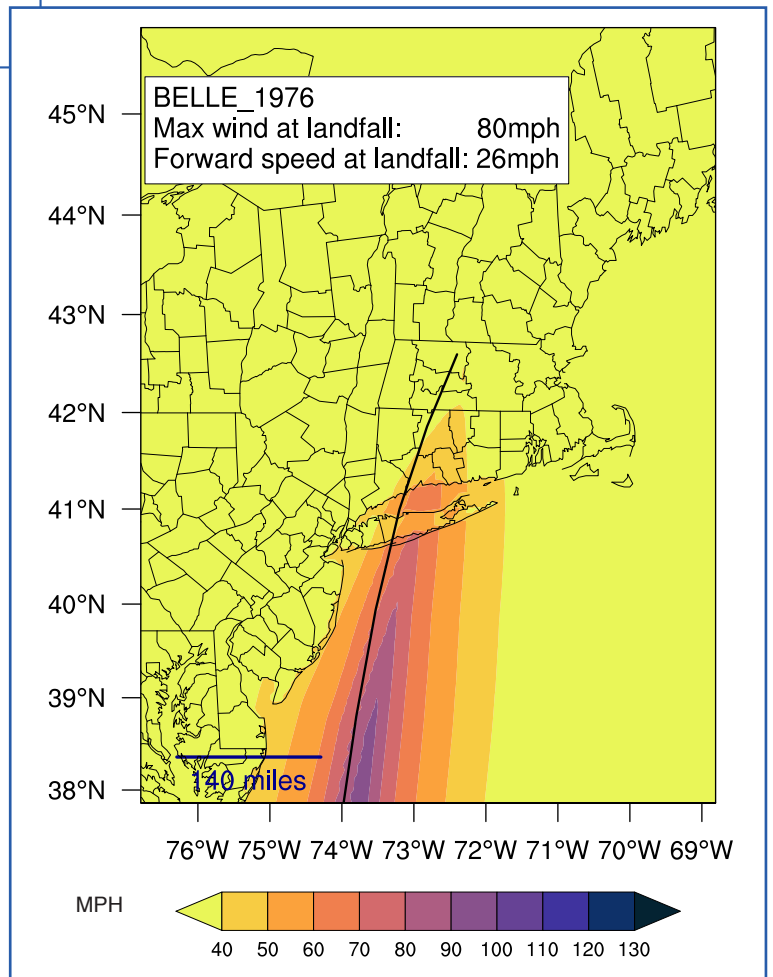 BELLE_1976
Max wind at landfall: 80mph
Forward speed at landfall: 26mph
45°N
44°N
43°N
42°N
41°N
40°N
39°N
38°N
140 miles
76°W 75°W 74°W 73°W 72°W 71°W 70°W 69°W
MPH
40 50 60 70 80 90 100 110 120 130